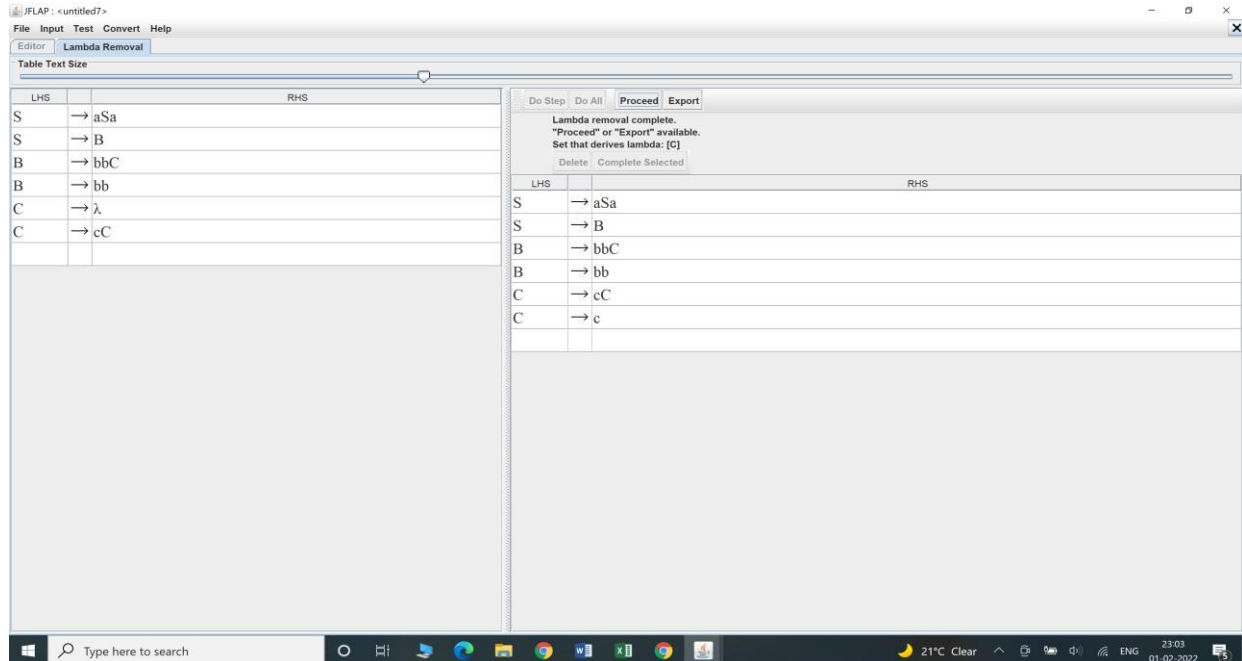 JFLAP : <untitled7>
File Input Test Convert Help
Editor Lambda Removal
Table Text Size
LHS RHS
S → aSa
S → B
B → bbC
B → bb
C → λ
C → cC
Do Step Do All Proceed Export
Lambda removal complete.
"Proceed" or "Export" available.
Set that derives lambda: [C]
Delete Complete Selected
LHS RHS
S → aSa
S → B
B → bbC
B → bb
C → cC
C → c
Type here to search
21°C Clear ENG 23:03
01-02-2022
5